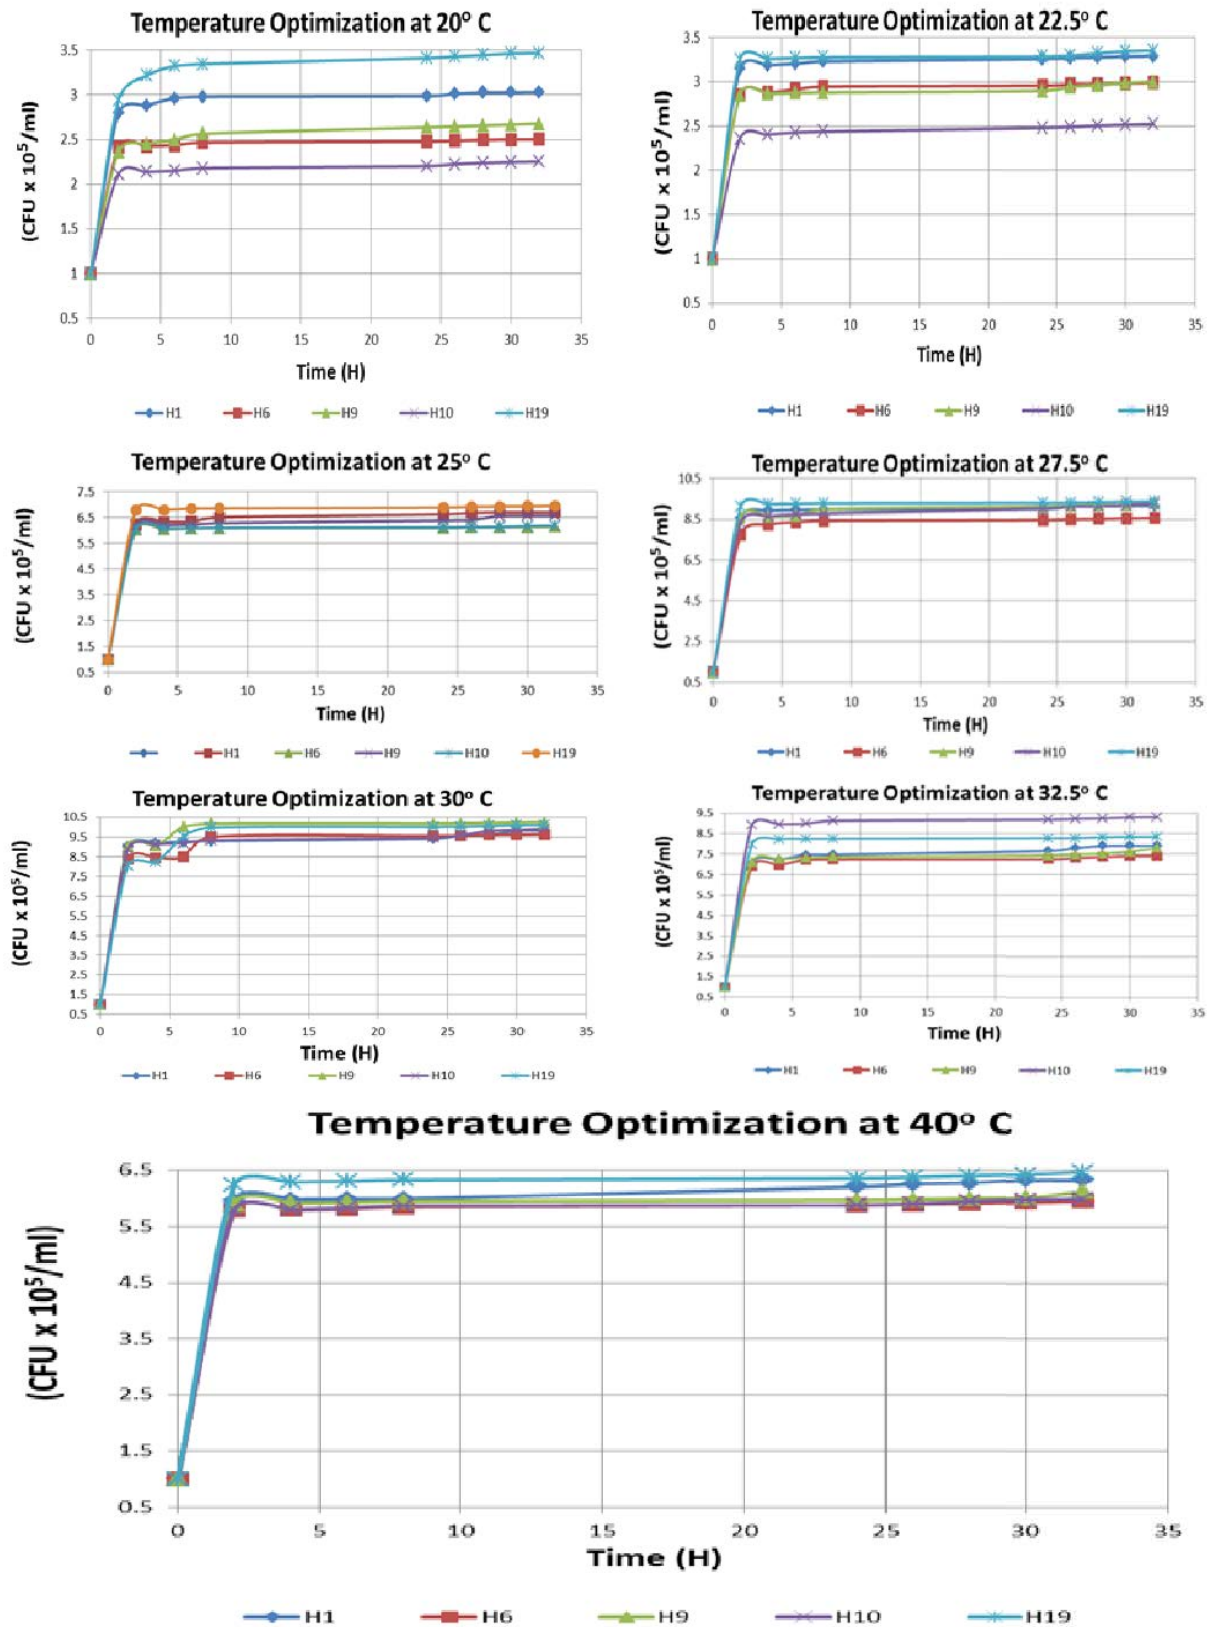 Temperature Optimization at 20° C
3.5
3
2.5
2
1.5
1
0.5
(CFU x 10⁵/ml)
0 5 10 15 20 25 30 35
Time (H)
H1 H6 H9 H10 H19
Temperature Optimization at 22.5° C
3.5
3
2.5
2
1.5
1
0.5
(CFU x 10⁵/ml)
0 5 10 15 20 25 30 35
Time (H)
H1 H6 H9 H10 H19
Temperature Optimization at 25° C
7.5
6.5
5.5
4.5
3.5
2.5
1.5
0.5
(CFU x 10⁵/ml)
0 5 10 15 20 25 30 35
Time (H)
H1 H6 H9 H10 H19
Temperature Optimization at 27.5° C
10.5
8.5
6.5
4.5
2.5
0.5
(CFU x 10⁵/ml)
0 5 10 15 20 25 30 35
Time (H)
H1 H6 H9 H10 H19
Temperature Optimization at 30° C
10.5
9.5
8.5
7.5
6.5
5.5
4.5
3.5
2.5
1.5
0.5
(CFU x 10⁵/ml)
0 5 10 15 20 25 30 35
Time (H)
H1 H6 H9 H10 H19
Temperature Optimization at 32.5° C
9.5
8.5
7.5
6.5
5.5
4.5
3.5
2.5
1.5
0.5
(CFU x 10⁵/ml)
0 5 10 15 20 25 30 35
Time (H)
H1 H6 H9 H10 H19
Temperature Optimization at 40° C
6.5
5.5
4.5
3.5
2.5
1.5
0.5
(CFU x 10⁵/ml)
0 5 10 15 20 25 30 35
Time (H)
H1 H6 H9 H10 H19